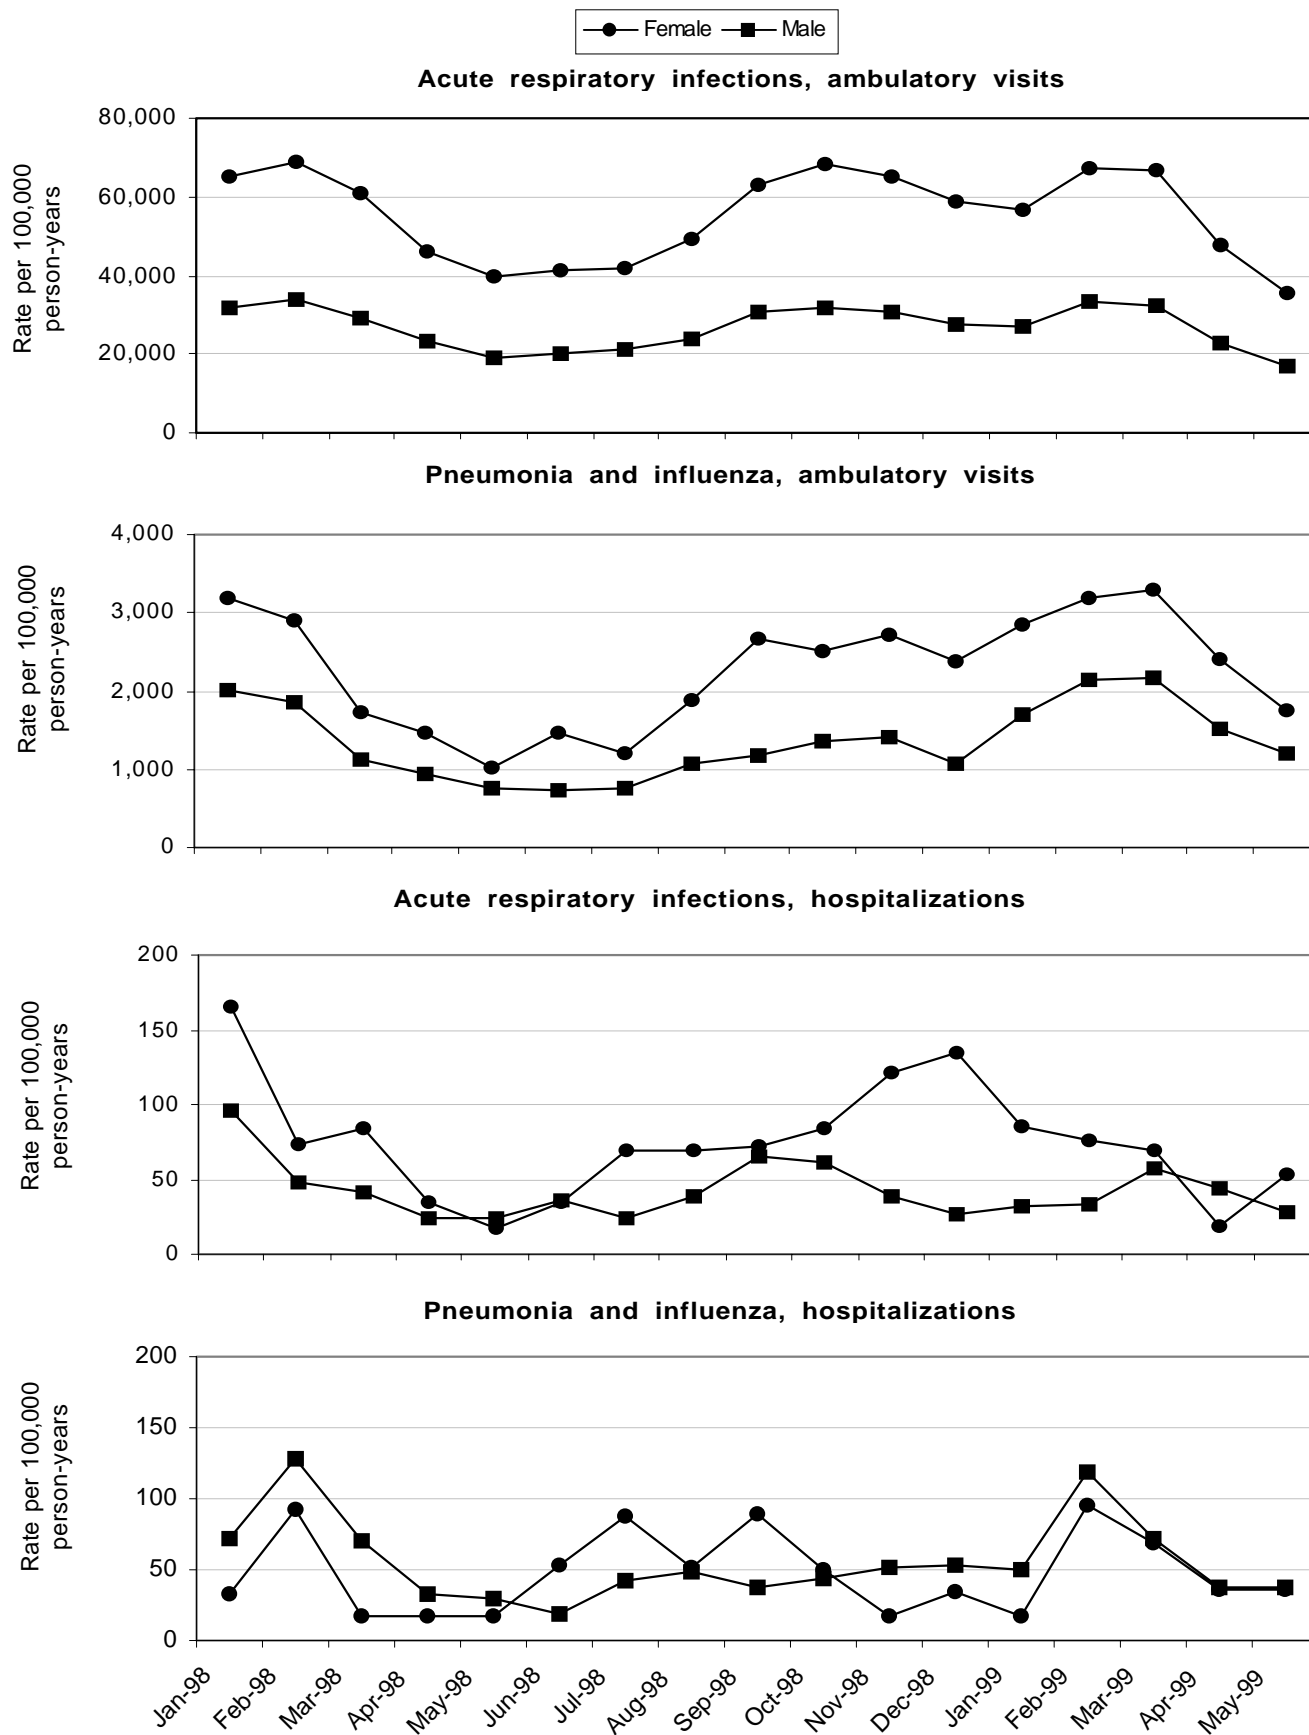 Female Male
Acute respiratory infections, ambulatory visits
Rate per 100,000
person-years
80,000
60,000
40,000
20,000
0
Pneumonia and influenza, ambulatory visits
Rate per 100,000
person-years
4,000
3,000
2,000
1,000
0
Acute respiratory infections, hospitalizations
Rate per 100,000
person-years
200
150
100
50
0
Pneumonia and influenza, hospitalizations
Rate per 100,000
person-years
200
150
100
50
0
Jan-98 Feb-98 Mar-98 Apr-98 May-98 Jun-98 Jul-98 Aug-98 Sep-98 Oct-98 Nov-98 Dec-98 Jan-99 Feb-99 Mar-99 Apr-99 May-99